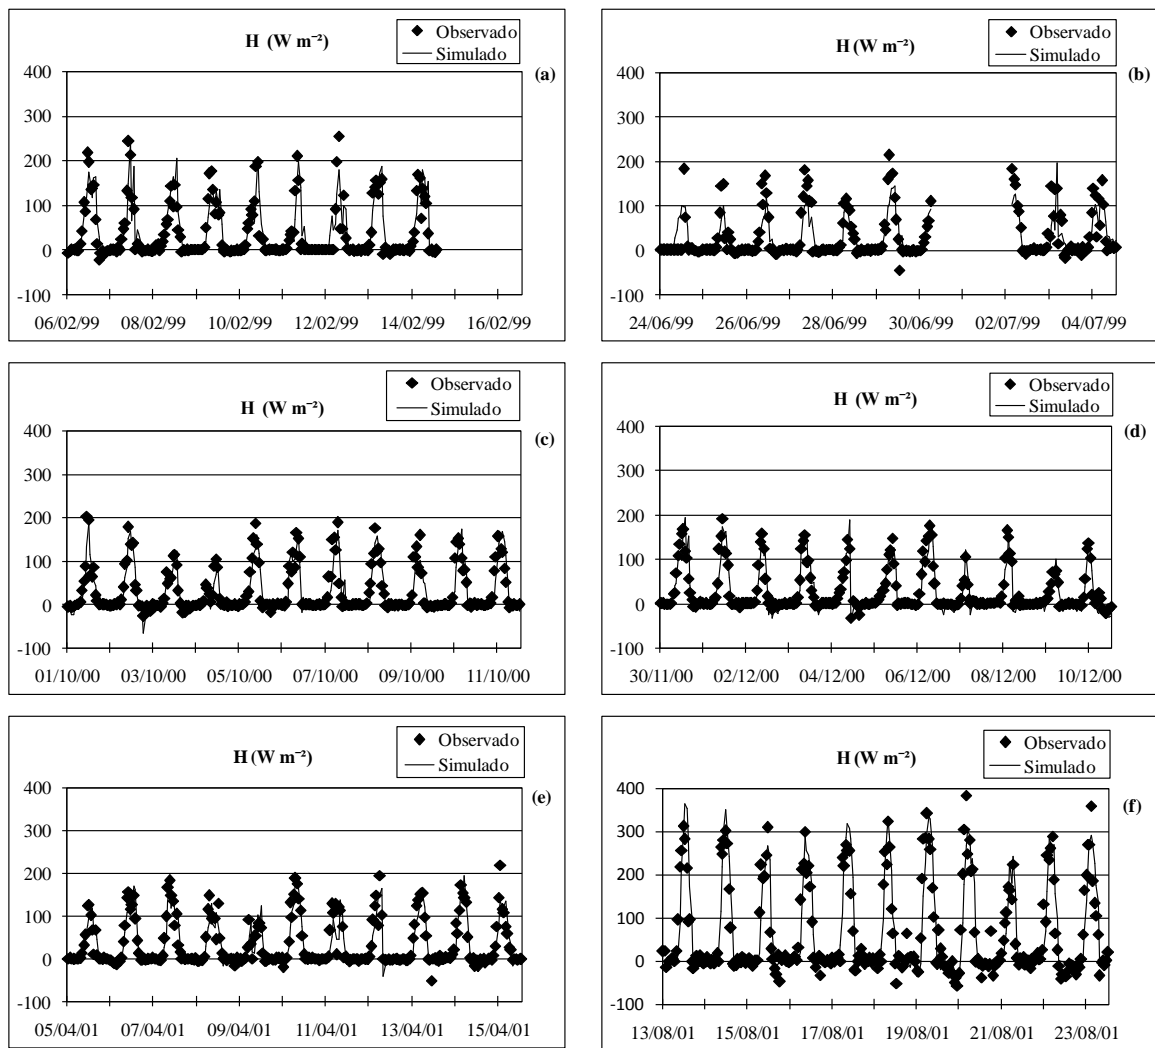 Observado
Simulado
H (W m⁻²)
(a)
400
300
200
100
0
-100
06/02/99 08/02/99 10/02/99 12/02/99 14/02/99 16/02/99
Observado
Simulado
H (W m⁻²)
(b)
400
300
200
100
0
-100
24/06/99 26/06/99 28/06/99 30/06/99 02/07/99 04/07/99
Observado
Simulado
H (W m⁻²)
(c)
400
300
200
100
0
-100
01/10/00 03/10/00 05/10/00 07/10/00 09/10/00 11/10/00
Observado
Simulado
H (W m⁻²)
(d)
400
300
200
100
0
-100
30/11/00 02/12/00 04/12/00 06/12/00 08/12/00 10/12/00
Observado
Simulado
H (W m⁻²)
(e)
400
300
200
100
0
-100
05/04/01 07/04/01 09/04/01 11/04/01 13/04/01 15/04/01
Observado
Simulado
H (W m⁻²)
(f)
400
300
200
100
0
-100
13/08/01 15/08/01 17/08/01 19/08/01 21/08/01 23/08/01